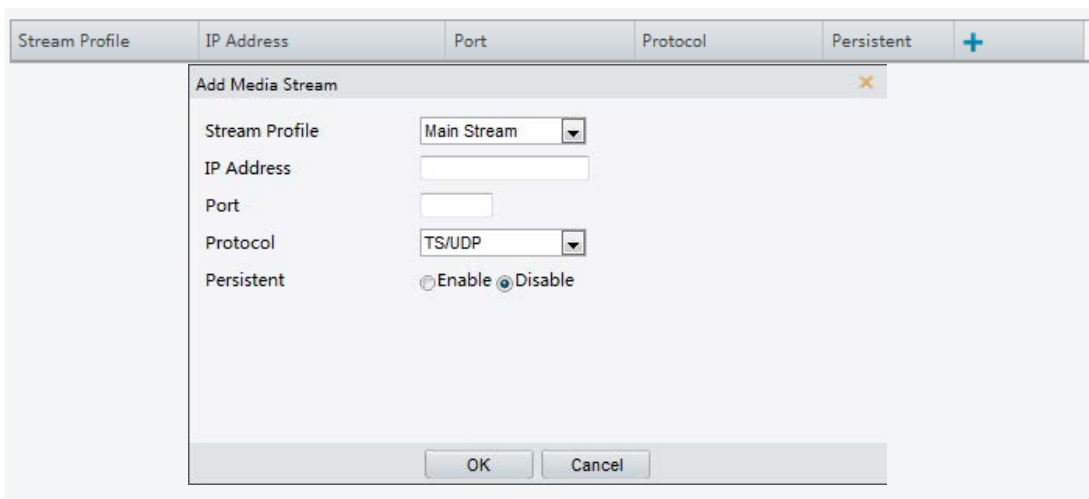 Stream Profile IP Address Port Protocol Persistent +
Add Media Stream
Stream Profile Main Stream
IP Address
Port
Protocol TS/UDP
Persistent Enable Disable
OK Cancel